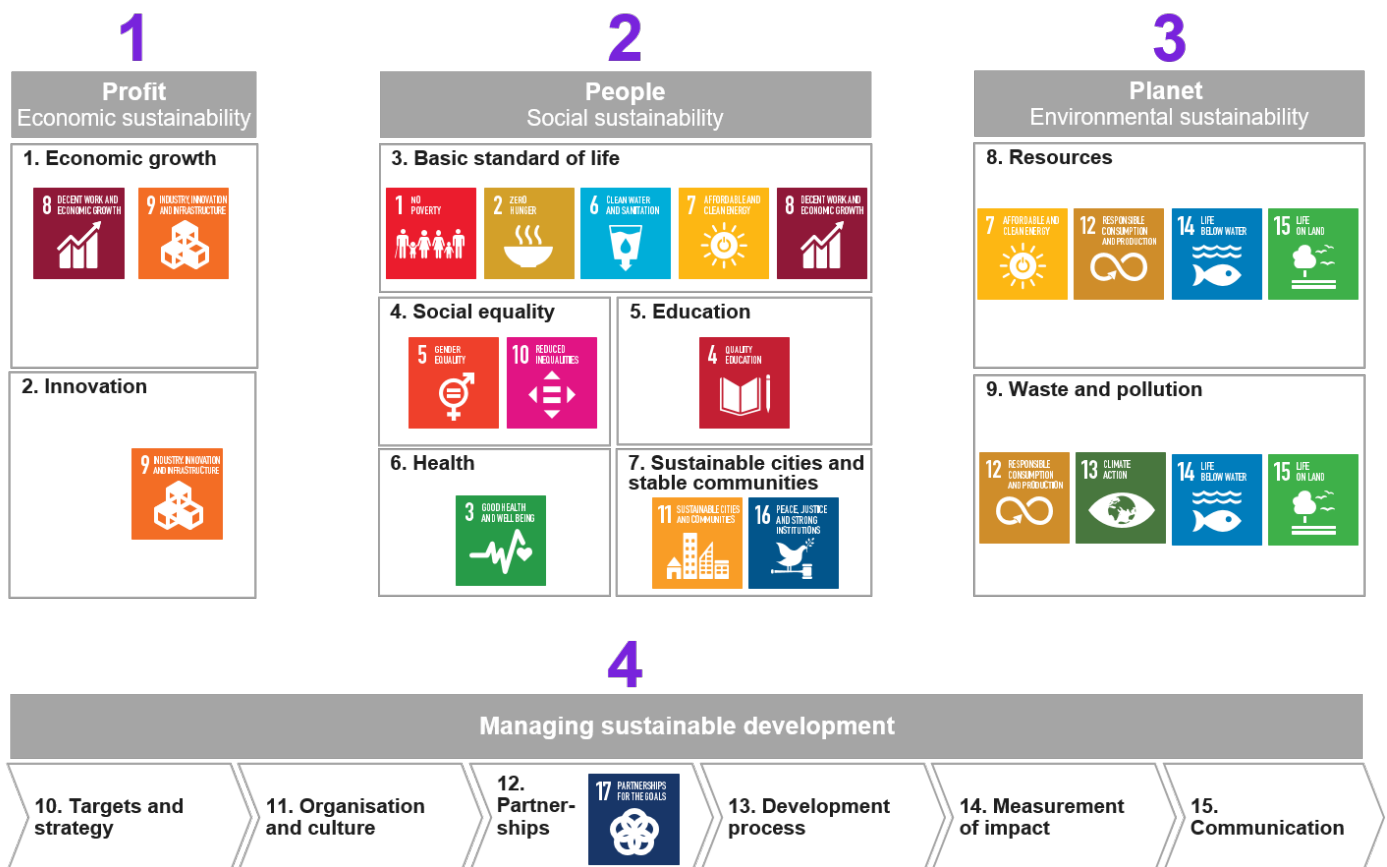 1
Profit
Economic sustainability
1. Economic growth
8 DECENT WORK AND
ECONOMIC GROWTH
9 INDUSTRY, INNOVATION
AND INFRASTRUCTURE
2. Innovation
9 INDUSTRY, INNOVATION
AND INFRASTRUCTURE
2
People
Social sustainability
3. Basic standard of life
1 NO
POVERTY
2 ZERO
HUNGER
6 CLEAN WATER
AND SANITATION
7 AFFORDABLE AND
CLEAN ENERGY
8 DECENT WORK AND
ECONOMIC GROWTH
4. Social equality
5 GENDER
EQUALITY
10 REDUCED
INEQUALITIES
5. Education
4 QUALITY
EDUCATION
6. Health
3 GOOD HEALTH
AND WELL BEING
7. Sustainable cities and
stable communities
11 SUSTAINABLE CITIES
AND COMMUNITIES
16 PEACE, JUSTICE
AND STRONG
INSTITUTIONS
3
Planet
Environmental sustainability
8. Resources
7 AFFORDABLE AND
CLEAN ENERGY
12 RESPONSIBLE
CONSUMPTION
AND PRODUCTION
14 LIFE
BELOW WATER
15 LIFE
ON LAND
9. Waste and pollution
12 RESPONSIBLE
CONSUMPTION
AND PRODUCTION
13 CLIMATE
ACTION
14 LIFE
BELOW WATER
15 LIFE
ON LAND
4
Managing sustainable development
10. Targets and
strategy
11. Organisation
and culture
12.
Partner-
ships
17 PARTNERSHIPS
FOR THE GOALS
13. Development
process
14. Measurement
of impact
15.
Communication